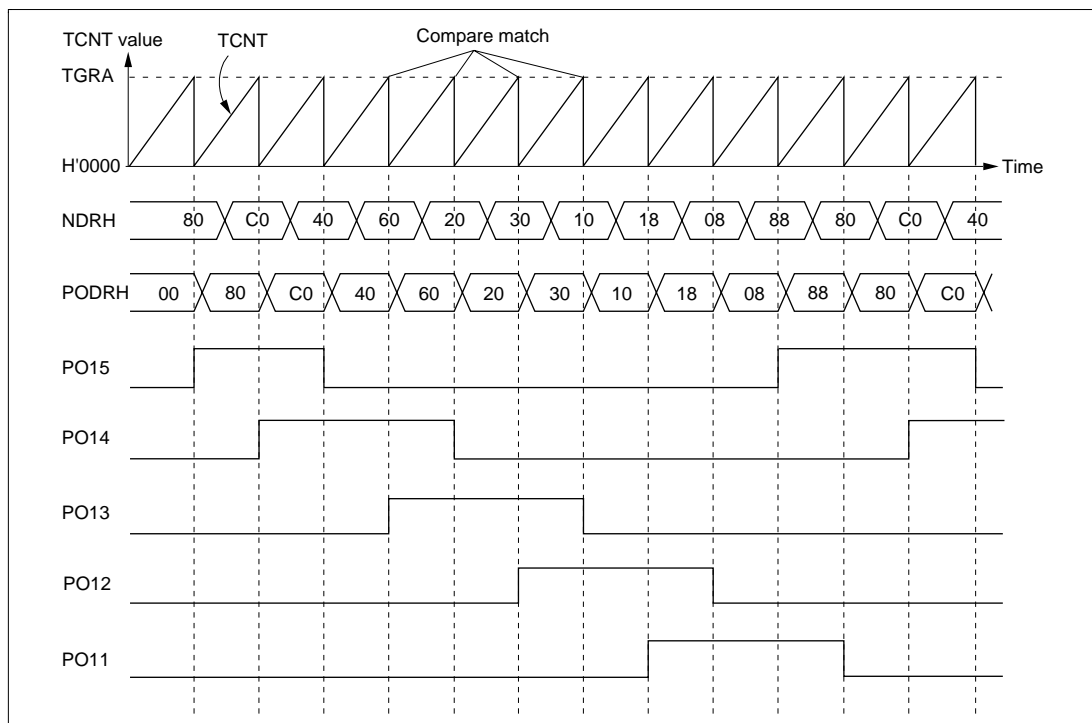 TCNT value
TCNT
Compare match
TGRA
H'0000
Time
NDRH 80 C0 40 60 20 30 10 18 08 88 80 C0 40
PODRH 00 80 C0 40 60 20 30 10 18 08 88 80 C0
PO15
PO14
PO13
PO12
PO11